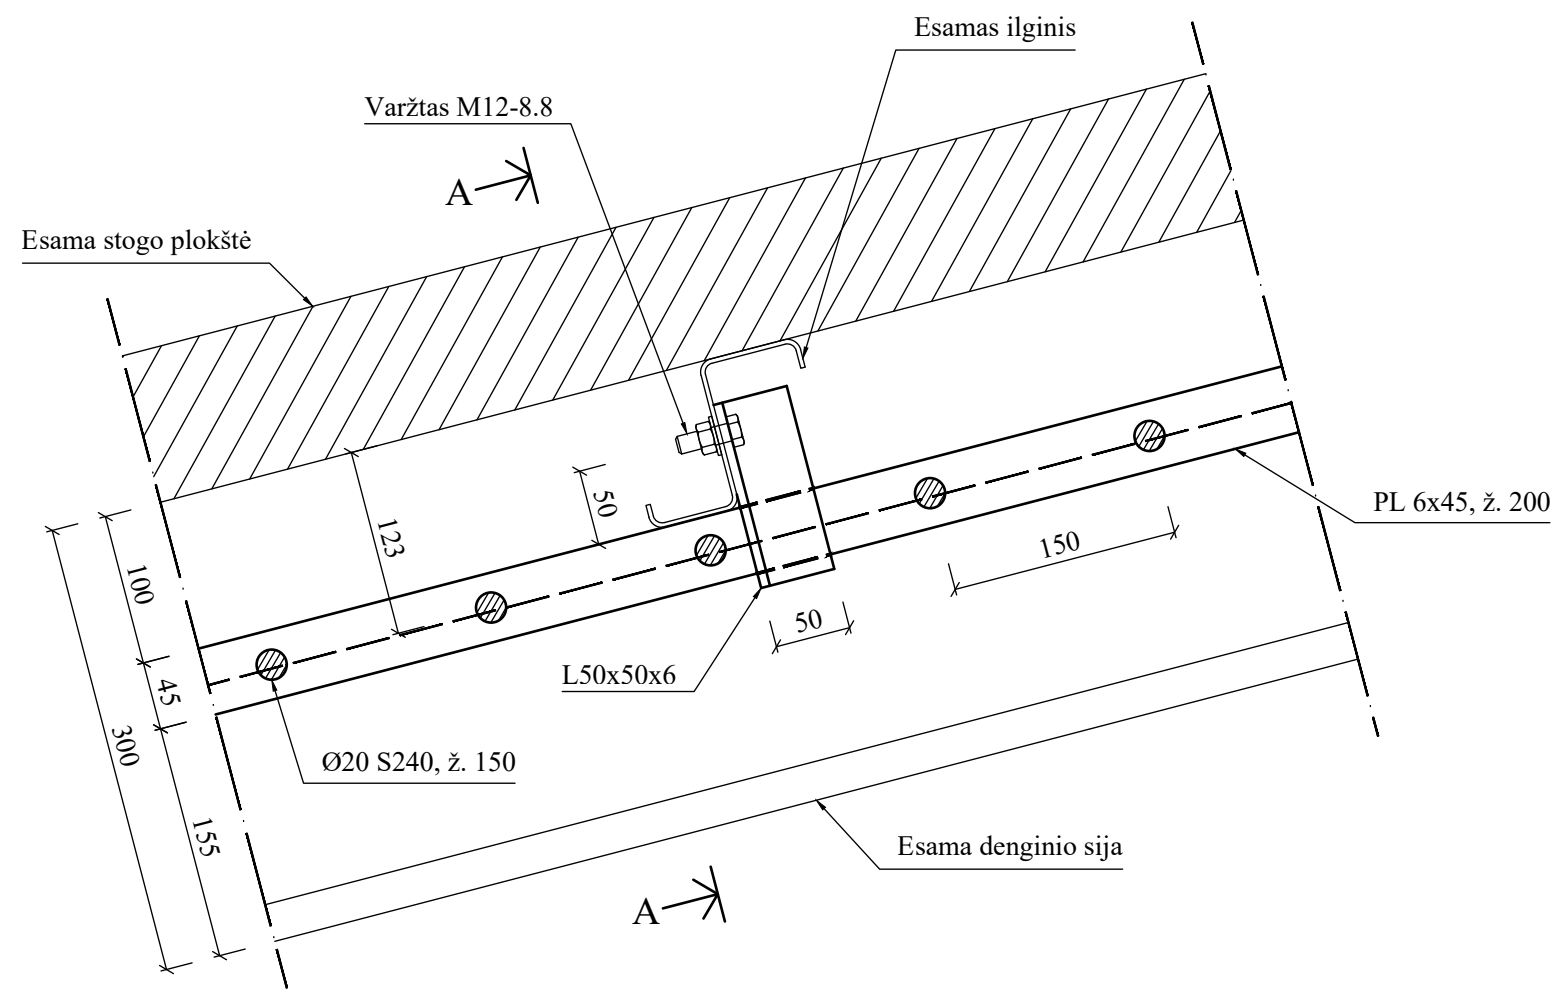 Esamas ilginis
Varžtas M12-8.8
A
Esama stogo plokštė
50
123
100
PL 6x45, ž. 200
150
50
L50x50x6
45
300
Ø20 S240, ž. 150
155
Esama denginio sija
A